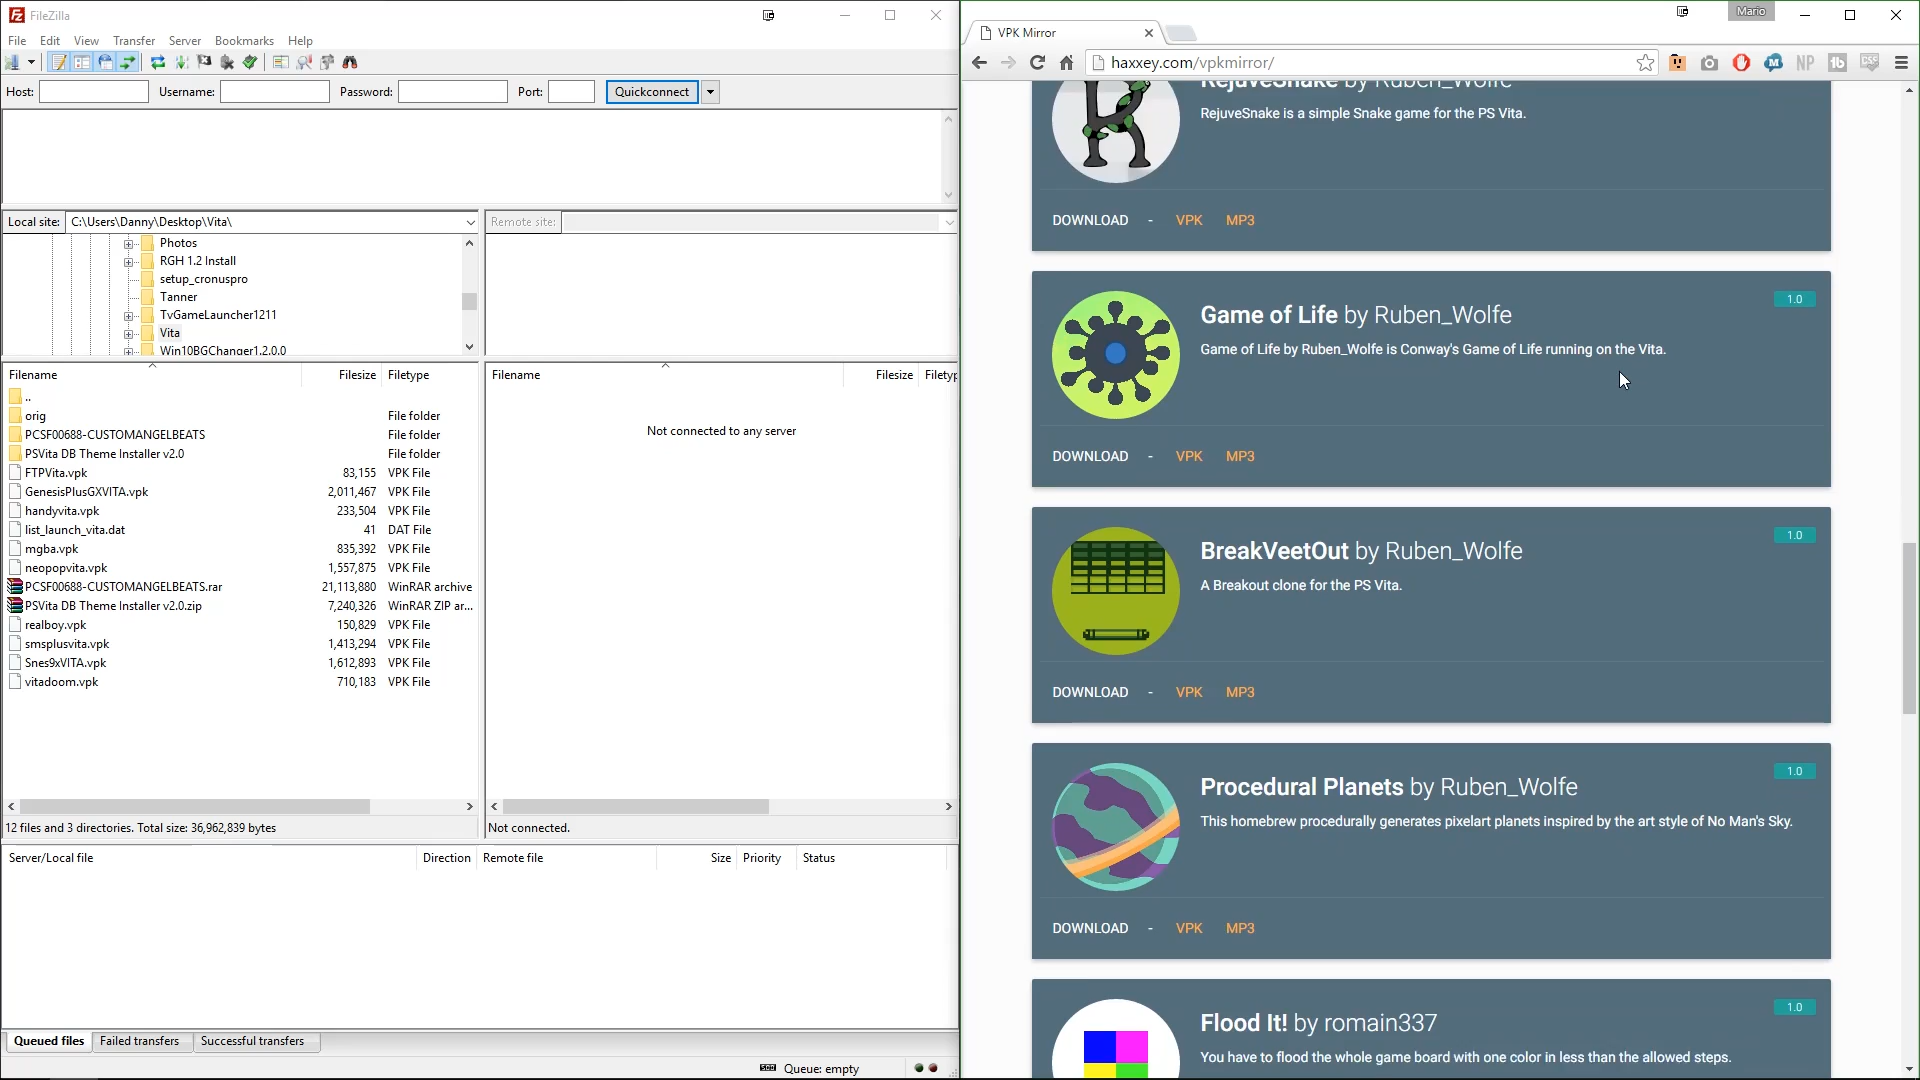 FileZilla
File Edit View Transfer Server Bookmarks Help
Host: Username: Password: Port: Quickconnect
Local site: C:\Users\Danny\Desktop\Vita\
Remote site:
Photos
RGH 1.2 Install
setup_cronuspro
Tanner
TvGameLauncher1211
Vita
Win10BGChanger1.2.0.0
Filename Filesize Filetype
..
orig File folder
PCSF00688-CUSTOMANGELBEATS File folder
PSVita DB Theme Installer v2.0 File folder
FTPVita.vpk 83,155 VPK File
GenesisPlusGXVITA.vpk 2,011,467 VPK File
handyvita.vpk 233,504 VPK File
list_launch_vita.dat 41 DAT File
mgba.vpk 835,392 VPK File
neopopvita.vpk 1,557,875 VPK File
PCSF00688-CUSTOMANGELBEATS.rar 21,113,880 WinRAR archive
PSVita DB Theme Installer v2.0.zip 7,240,326 WinRAR ZIP ar...
realboy.vpk 150,829 VPK File
smsplusvita.vpk 1,413,294 VPK File
Snes9xVITA.vpk 1,612,893 VPK File
vitadoom.vpk 710,183 VPK File
12 files and 3 directories. Total size: 36,962,839 bytes
Filename Filesize Filetyp
Not connected to any server
Not connected.
Server/Local file Direction Remote file Size Priority Status
Queued files Failed transfers Successful transfers
Queue: empty
Mario
VPK Mirror
haxxey.com/vpkmirror/
RejuveSnake by Ruben_Wolfe
RejuveSnake is a simple Snake game for the PS Vita.
DOWNLOAD - VPK MP3
Game of Life by Ruben_Wolfe 1.0
Game of Life by Ruben_Wolfe is Conway's Game of Life running on the Vita.
DOWNLOAD - VPK MP3
BreakVeetOut by Ruben_Wolfe 1.0
A Breakout clone for the PS Vita.
DOWNLOAD - VPK MP3
Procedural Planets by Ruben_Wolfe 1.0
This homebrew procedurally generates pixelart planets inspired by the art style of No Man's Sky.
DOWNLOAD - VPK MP3
Flood It! by romain337 1.0
You have to flood the whole game board with one color in less than the allowed steps.